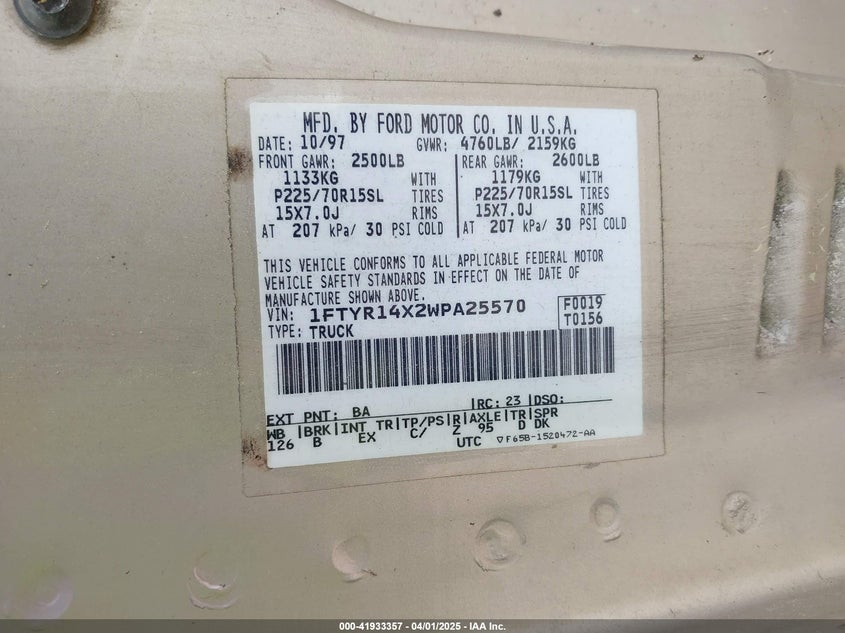 MFD. BY FORD MOTOR CO. IN U.S.A.
DATE: 10/97 GVWR: 4760LB/ 2159KG
FRONT GAWR: 2500LB REAR GAWR: 2600LB
1133KG WITH 1179KG WITH
P225/70R15SL TIRES P225/70R15SL TIRES
15X7.0J RIMS 15X7.0J RIMS
AT 207 kPa/ 30 PSI COLD AT 207 kPa/ 30 PSI COLD
THIS VEHICLE CONFORMS TO ALL APPLICABLE FEDERAL MOTOR
VEHICLE SAFETY STANDARDS IN EFFECT ON THE DATE OF
MANUFACTURE SHOWN ABOVE.
VIN: 1FTYR14X2WPA25570 F0019
TYPE: TRUCK T0156
EXT PNT: BA RC: 23 DSO:
WB BRK INT TR TP/PS R AXLE TR SPR
126 B EX C/ Z 95 D DK
UTC ▽F65B-1520472-AA
000-41933357 - 04/01/2025 - IAA Inc.